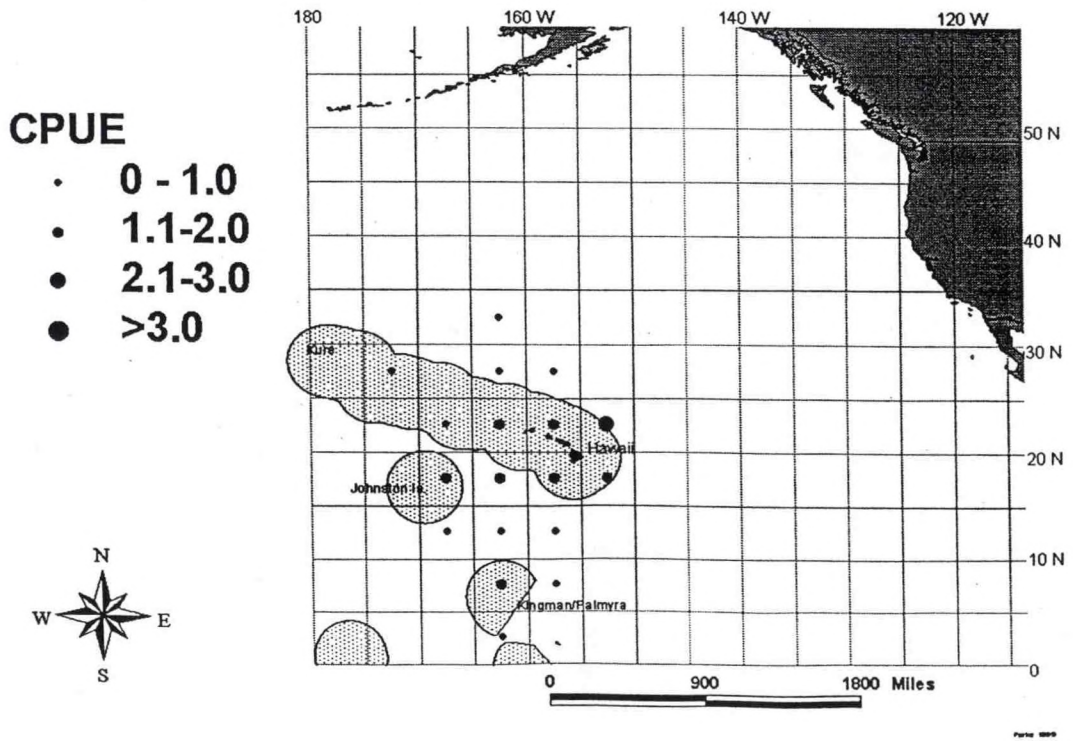 180 160 W 140 W 120 W
CPUE
0 - 1.0
1.1-2.0
2.1-3.0
>3.0
50 N
40 N
30 N
20 N
10 N
0
Kure
Hawaii
Johnston Is.
Kingman/Palmyra
N
W E
S
0 900 1800 Miles